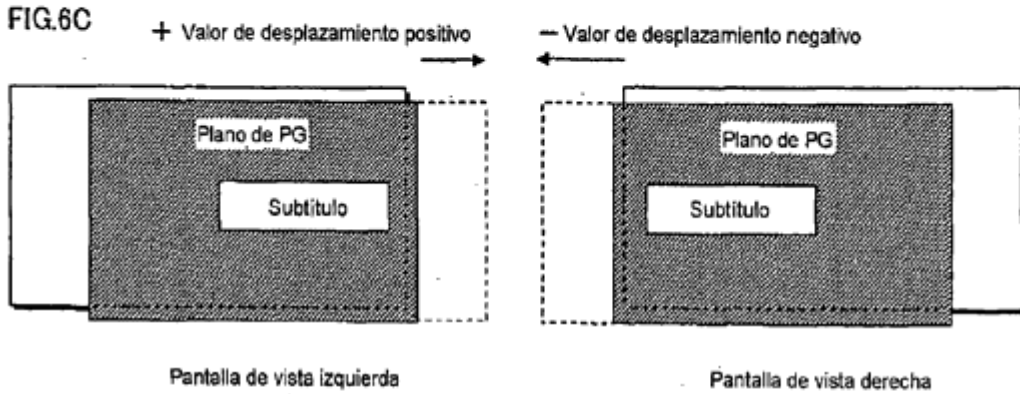 FIG.6C
+ Valor de desplazamiento positivo
− Valor de desplazamiento negativo
Plano de PG
Plano de PG
Subtítulo
Subtítulo
Pantalla de vista izquierda
Pantalla de vista derecha